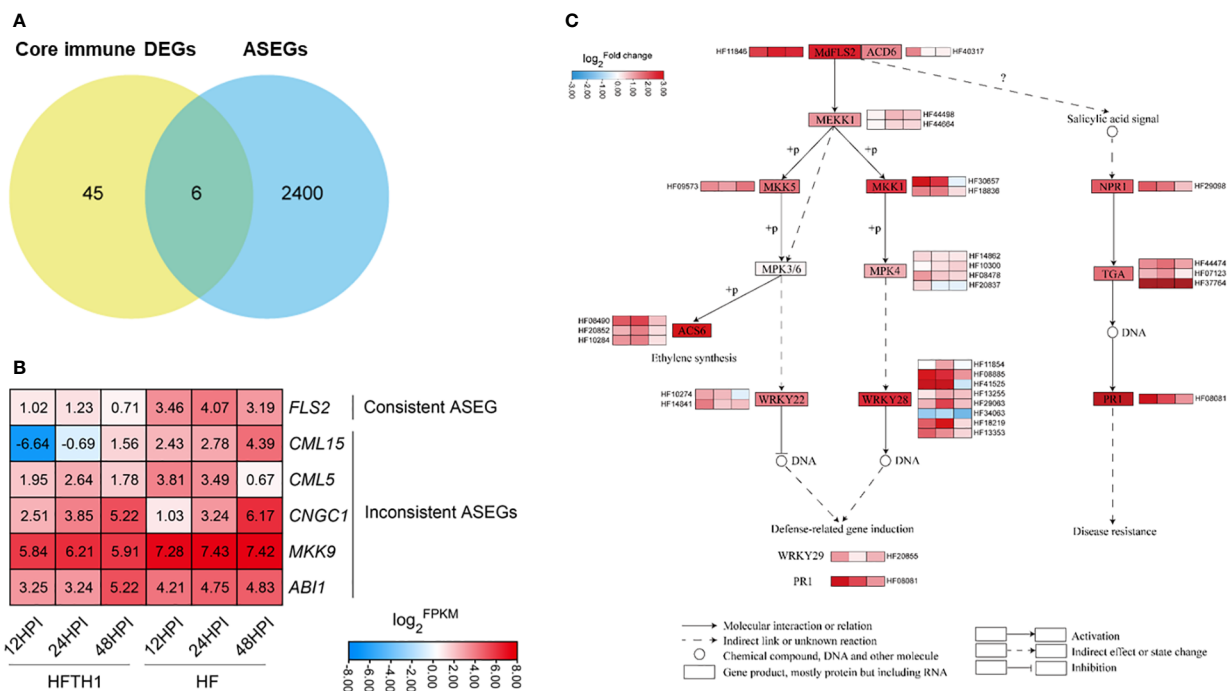 A
Core immune DEGs ASEGs
45
6
2400
B
1.02 1.23 0.71 3.46 4.07 3.19 FLS2 Consistent ASEG
-6.64 -0.69 1.56 2.43 2.78 4.39 CML15
1.95 2.64 1.78 3.81 3.49 0.67 CML5
2.51 3.85 5.22 1.03 3.24 6.17 CNGC1
Inconsistent ASEGs
5.84 6.21 5.91 7.28 7.43 7.42 MKK9
3.25 3.24 5.22 4.21 4.75 4.83 ABI1
12HPI 24HPI 48HPI 12HPI 24HPI 48HPI
HFTH1 HF
log2 FPKM
-8.00 -6.00 -4.00 -2.00 0.00 2.00 4.00 6.00 8.00
C
log2 Fold change
-3.00 -2.00 -1.00 0.00 1.00 2.00 3.00
HF11846 MdFLS2 ACD6 HF40317
?
MEKK1 HF44498
HF44664
Salicylic acid signal
+p +p
HF09573 MKK5 MKK1 HF30657
HF18836
NPR1 HF29098
+p +p
MPK3/6 MPK4 HF14862
HF10300
HF08478
HF20837
TGA HF44474
HF07123
HF37764
+p
HF08490
HF20852
HF10284
ACS6
Ethylene synthesis
DNA
HF10274
HF14841
WRKY22 WRKY28
HF11854
HF08885
HF41525
HF13255
HF29063
HF34063
HF18219
HF13353
PR1 HF08081
DNA DNA
Defense-related gene induction
Disease resistance
WRKY29 HF20855
PR1 HF08081
Molecular interaction or relation
Indirect link or unknown reaction
Chemical compound, DNA and other molecule
Gene product, mostly protein but including RNA
Activation
Indirect effect or state change
Inhibition